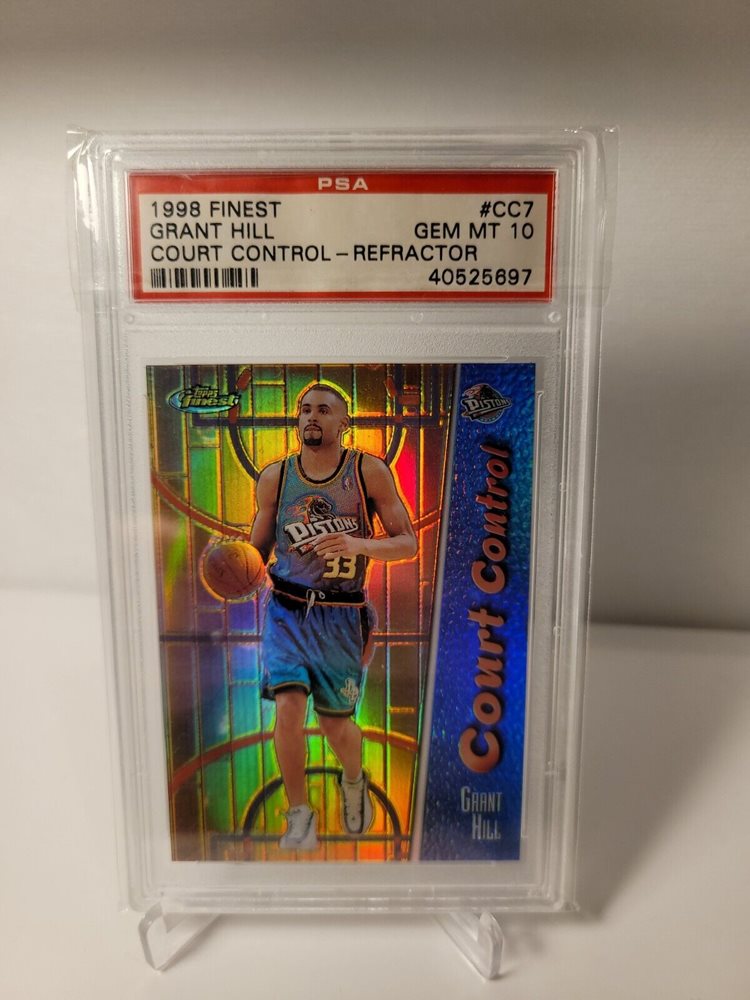 PSA
1998 FINEST #CC7
GRANT HILL GEM MT 10
COURT CONTROL – REFRACTOR
40525697
Topps
Finest
PISTONS
PISTONS
33
Court Control
GRANT
HILL